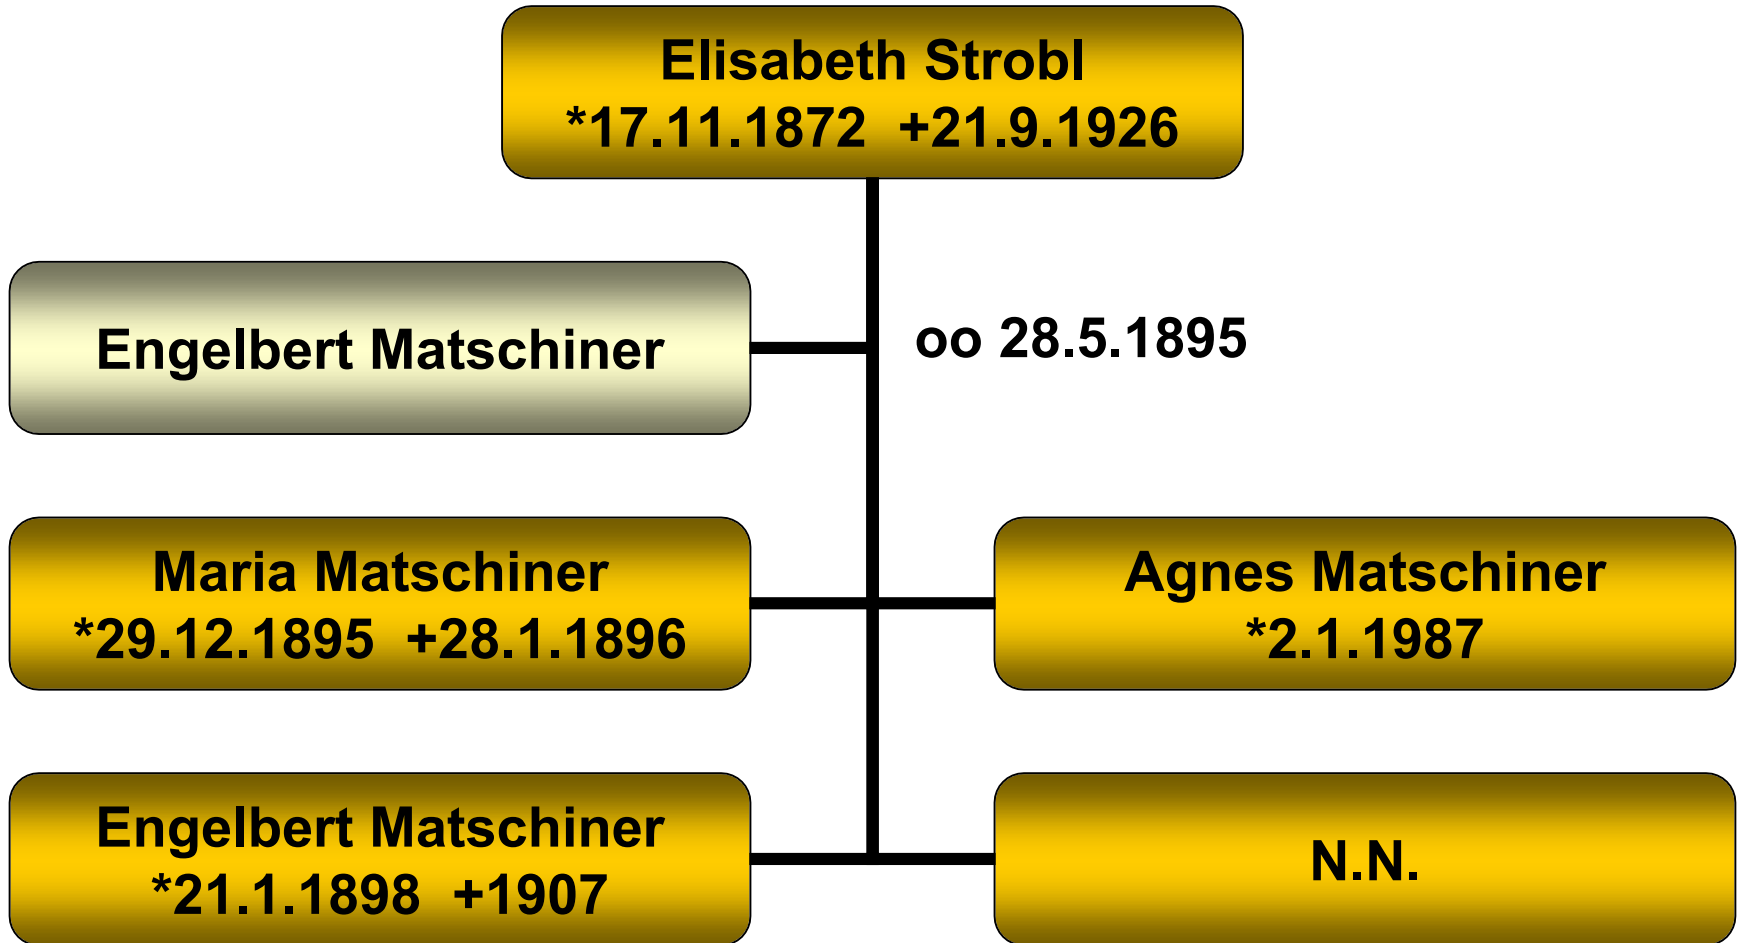 Elisabeth Strobl
*17.11.1872 +21.9.1926
Engelbert Matschiner
oo 28.5.1895
Maria Matschiner
*29.12.1895 +28.1.1896
Agnes Matschiner
*2.1.1987
Engelbert Matschiner
*21.1.1898 +1907
N.N.